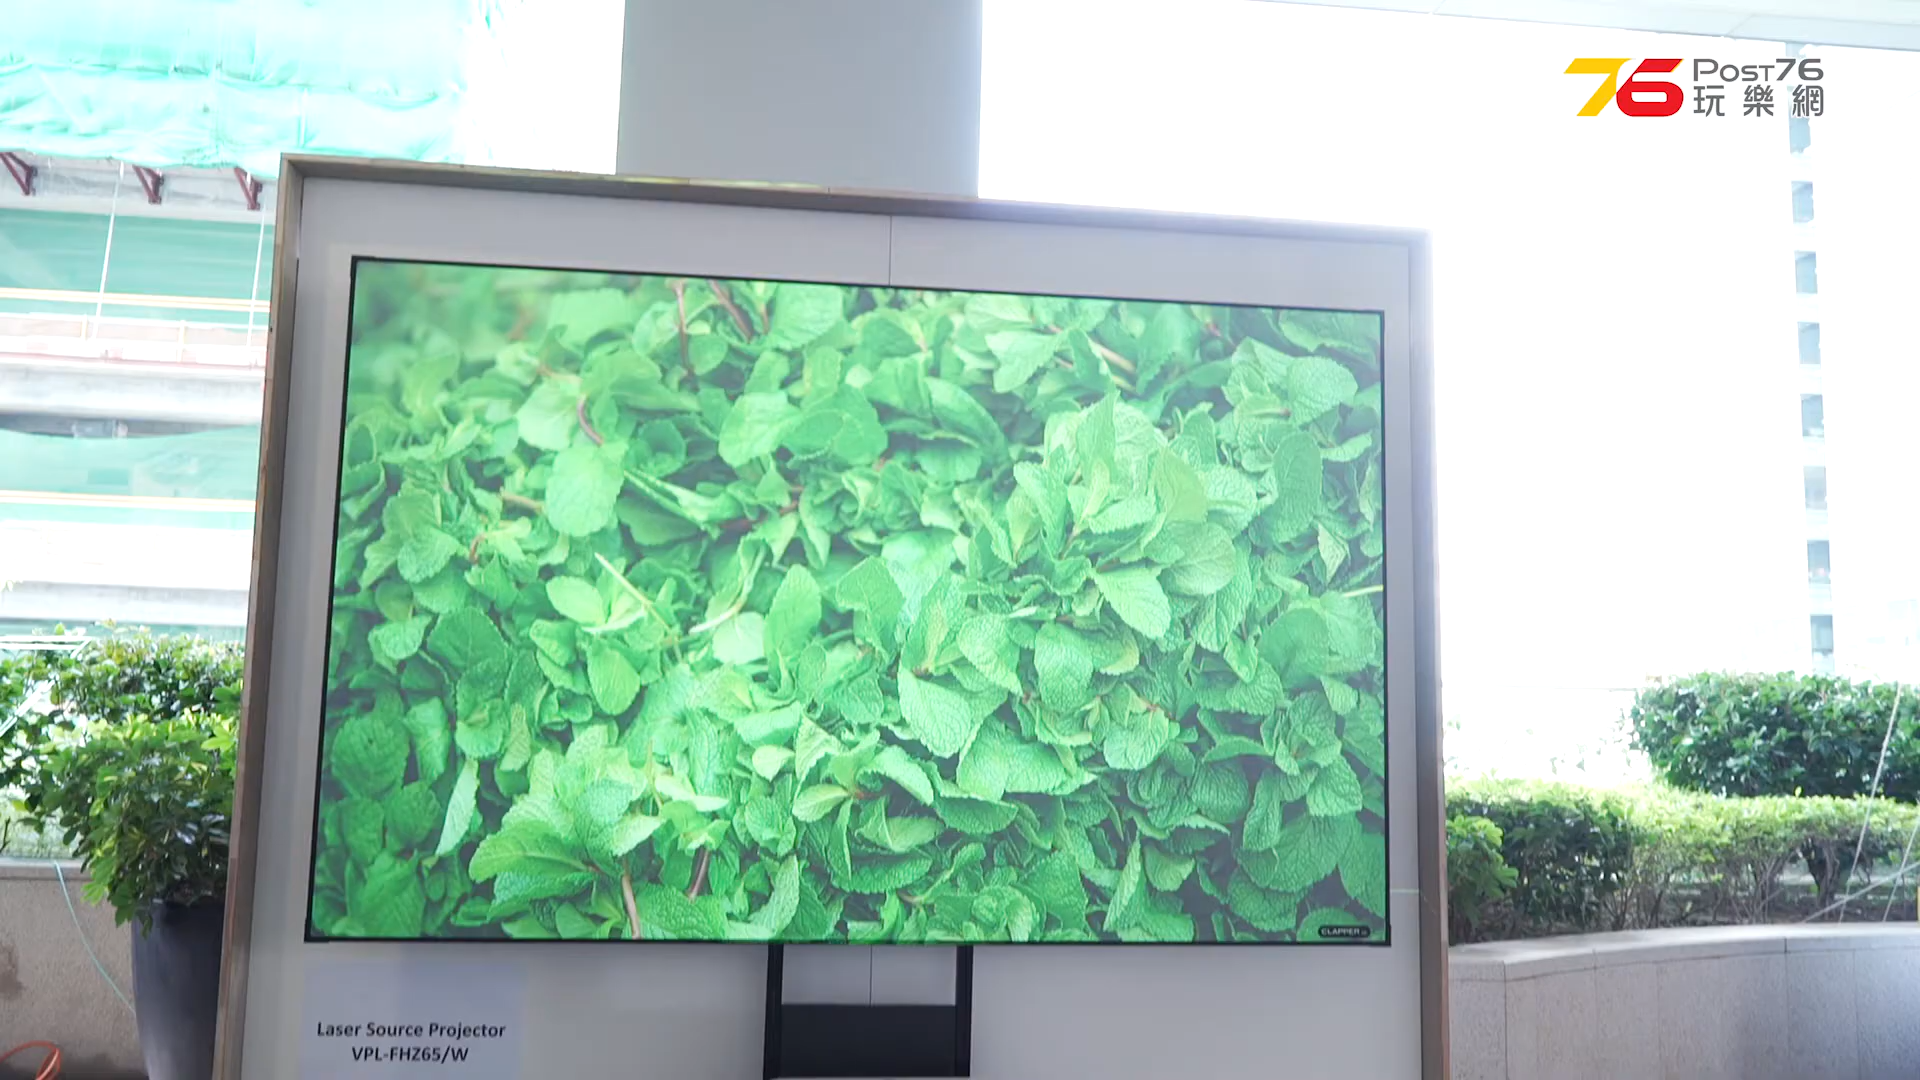 76 Post76
玩樂網
CLAPPER
Laser Source Projector
VPL-FHZ65/W